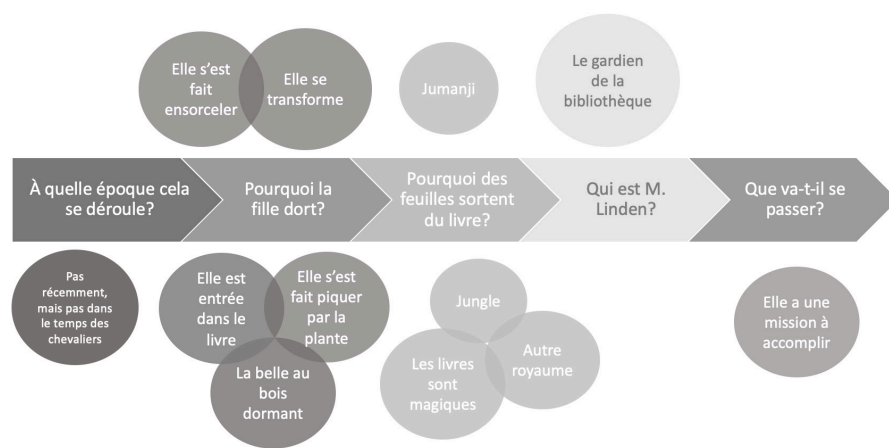 Elle s'est
fait
ensorceler
Elle se
transforme
Jumanji
Le gardien
de la
bibliothèque
À quelle époque cela
se déroule?
Pourquoi la
fille dort?
Pourquoi des
feuilles sortent
du livre?
Qui est M.
Linden?
Que va-t-il se
passer?
Pas
récemment,
mais pas dans
le temps des
chevaliers
Elle est
entrée
dans le
livre
Elle s'est
fait piquer
par la
plante
La belle au
bois
dormant
Jungle
Les livres
sont
magiques
Autre
royaume
Elle a une
mission à
accomplir